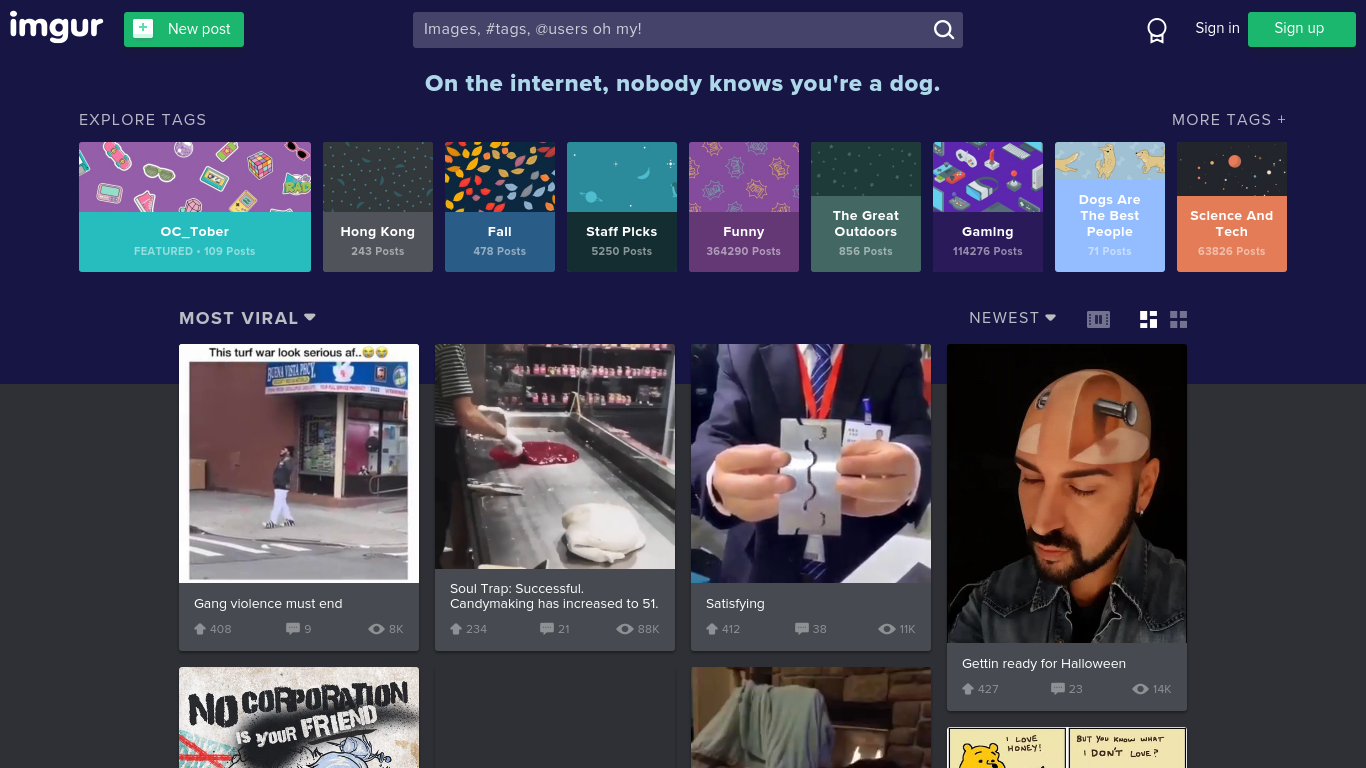 imgur
New post
Images, #tags, @users oh my!
Sign in
Sign up
On the internet, nobody knows you're a dog.
EXPLORE TAGS
MORE TAGS +
RAD
OC_Tober
FEATURED • 109 Posts
Hong Kong
243 Posts
Fall
478 Posts
Staff Picks
5250 Posts
Funny
364290 Posts
The Great
Outdoors
856 Posts
Gaming
114276 Posts
Dogs Are
The Best
People
71 Posts
Science And
Tech
63826 Posts
MOST VIRAL
NEWEST
This turf war look serious af..😂😂
BUENA VISTA PHCY.
Gang violence must end
408
9
8K
Soul Trap: Successful.
Candymaking has increased to 51.
234
21
88K
Satisfying
412
38
11K
Gettin ready for Halloween
427
23
14K
NO CORPORATION
IS YOUR FRIEND
I LOVE
HONEY!
BUT YOU KNOW WHAT
I DON'T LOVE?